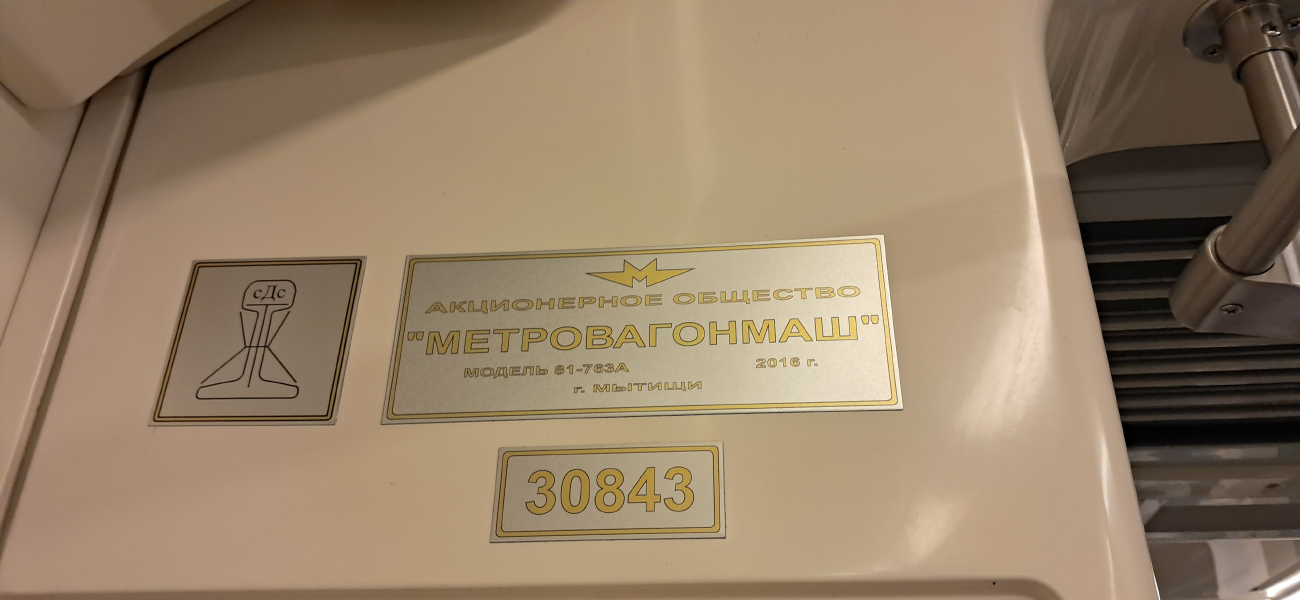 сДс
АКЦИОНЕРНОЕ ОБЩЕСТВО
"МЕТРОВАГОНМАШ"
МОДЕЛЬ 81-763А 2016 г.
г. МЫТИЩИ
30843